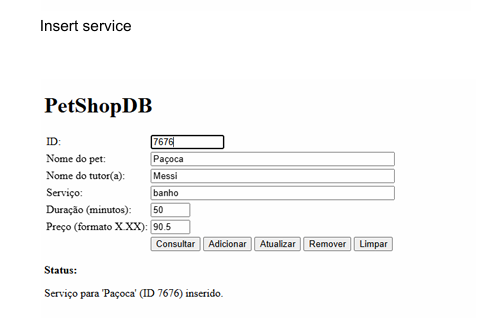 Insert service
PetShopDB
ID: 7676
Nome do pet: Paçoca
Nome do tutor(a): Messi
Serviço: banho
Duração (minutos): 50
Preço (formato X.XX): 90.5
Consultar Adicionar Atualizar Remover Limpar
Status:
Serviço para 'Paçoca' (ID 7676) inserido.